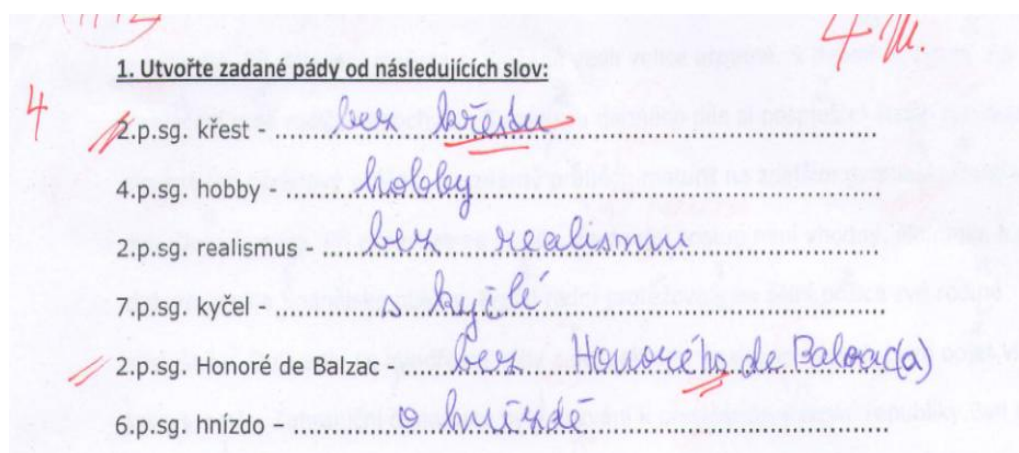 4 /u.
1. Utvořte zadané pády od následujících slov:
4
2.p.sg. křest - bez křestu
4.p.sg. hobby - hobby
2.p.sg. realismus - bez realismu
7.p.sg. kyčel - s kyčlí
2.p.sg. Honoré de Balzac - bez Honorého de Balzac(a)
6.p.sg. hnízdo – o hnízdě